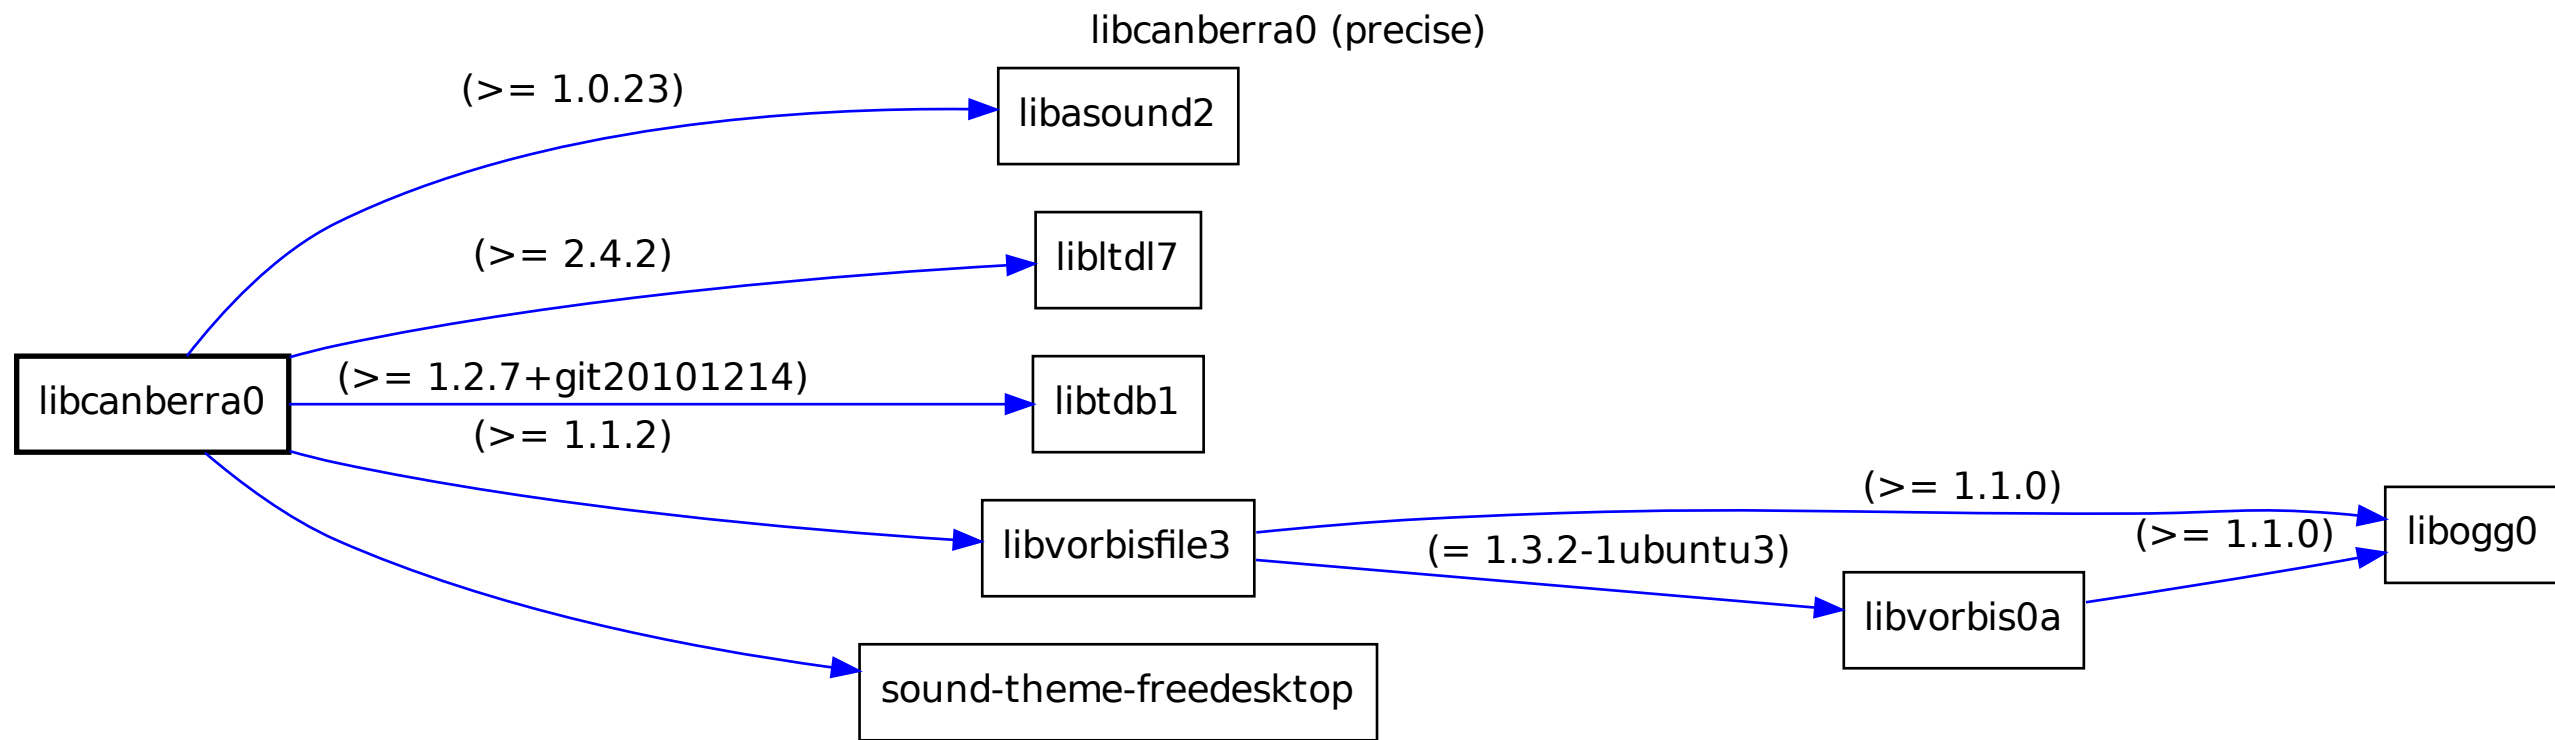 libcanberra0 (precise)
(>= 1.0.23)
libasound2
(>= 2.4.2)
libltdl7
libcanberra0
(>= 1.2.7+git20101214)
libtdb1
(>= 1.1.2)
libvorbisfile3
(>= 1.1.0)
(= 1.3.2-1ubuntu3)
(>= 1.1.0)
libogg0
libvorbis0a
sound-theme-freedesktop